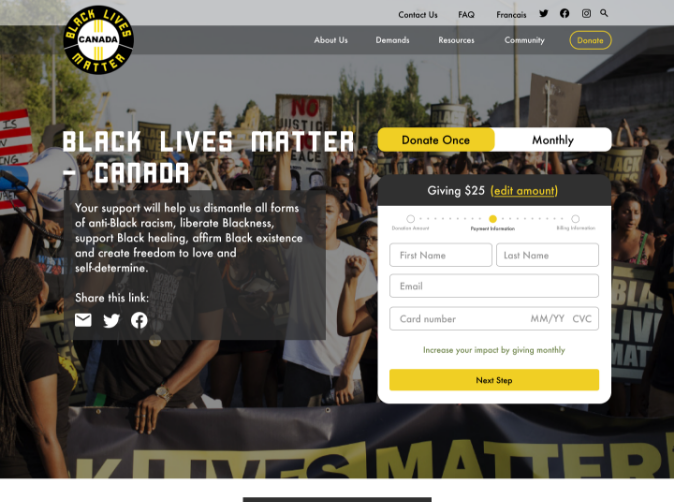 Contact Us FAQ Francais
BLACK LIVES
CANADA
MATTER
About Us Demands Resources Community Donate
NO
JUSTICE
PEACE
IS
BLACK LIVES MATTER
- CANADA
Donate Once Monthly
Your support will help us dismantle all forms
of anti-Black racism, liberate Blackness,
support Black healing, affirm Black existence
and create freedom to love and
self-determine.
Share this link:
Giving $25 (edit amount)
Donation Amount Payment Information Billing Information
First Name Last Name
Email
Card number MM/YY CVC
Increase your impact by giving monthly
Next Step
BLACK
LIVES
MATTER